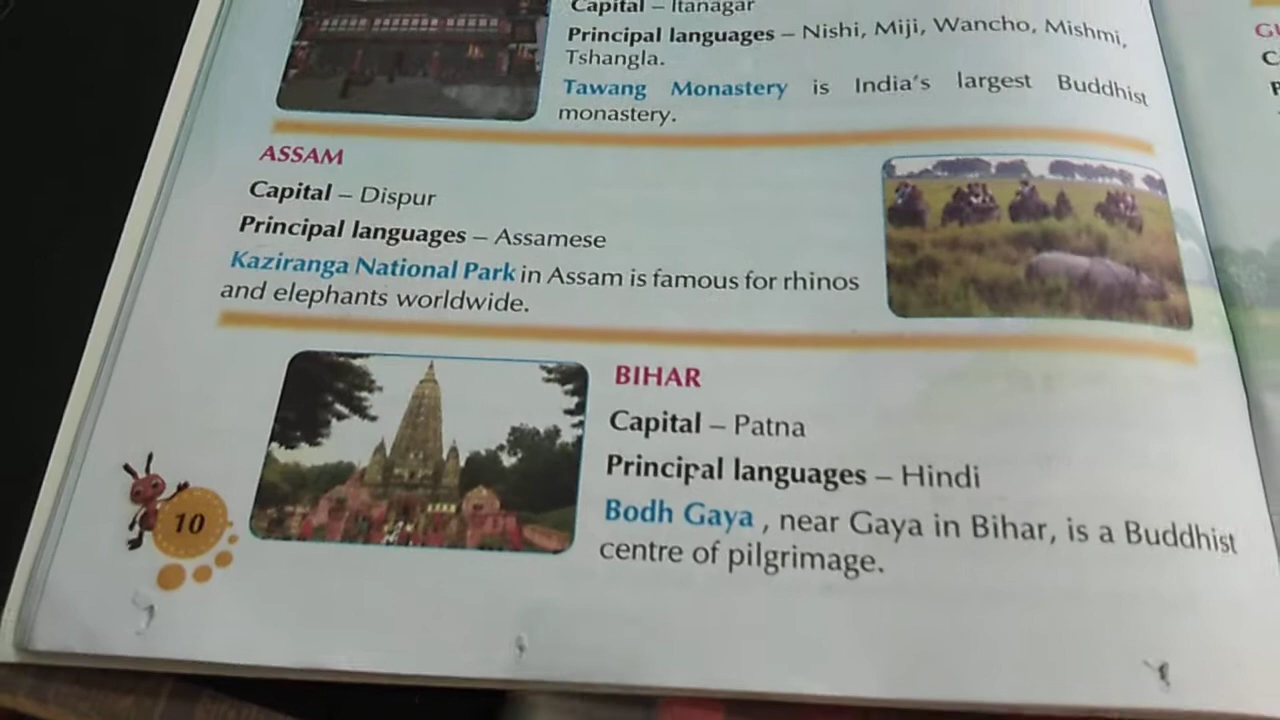 Capital – Itanagar
Principal languages – Nishi, Miji, Wancho, Mishmi,
Tshangla.
Tawang Monastery is India's largest Buddhist
monastery.
ASSAM
Capital – Dispur
Principal languages – Assamese
Kaziranga National Park in Assam is famous for rhinos
and elephants worldwide.
BIHAR
Capital – Patna
Principal languages – Hindi
Bodh Gaya , near Gaya in Bihar, is a Buddhist
centre of pilgrimage.
10